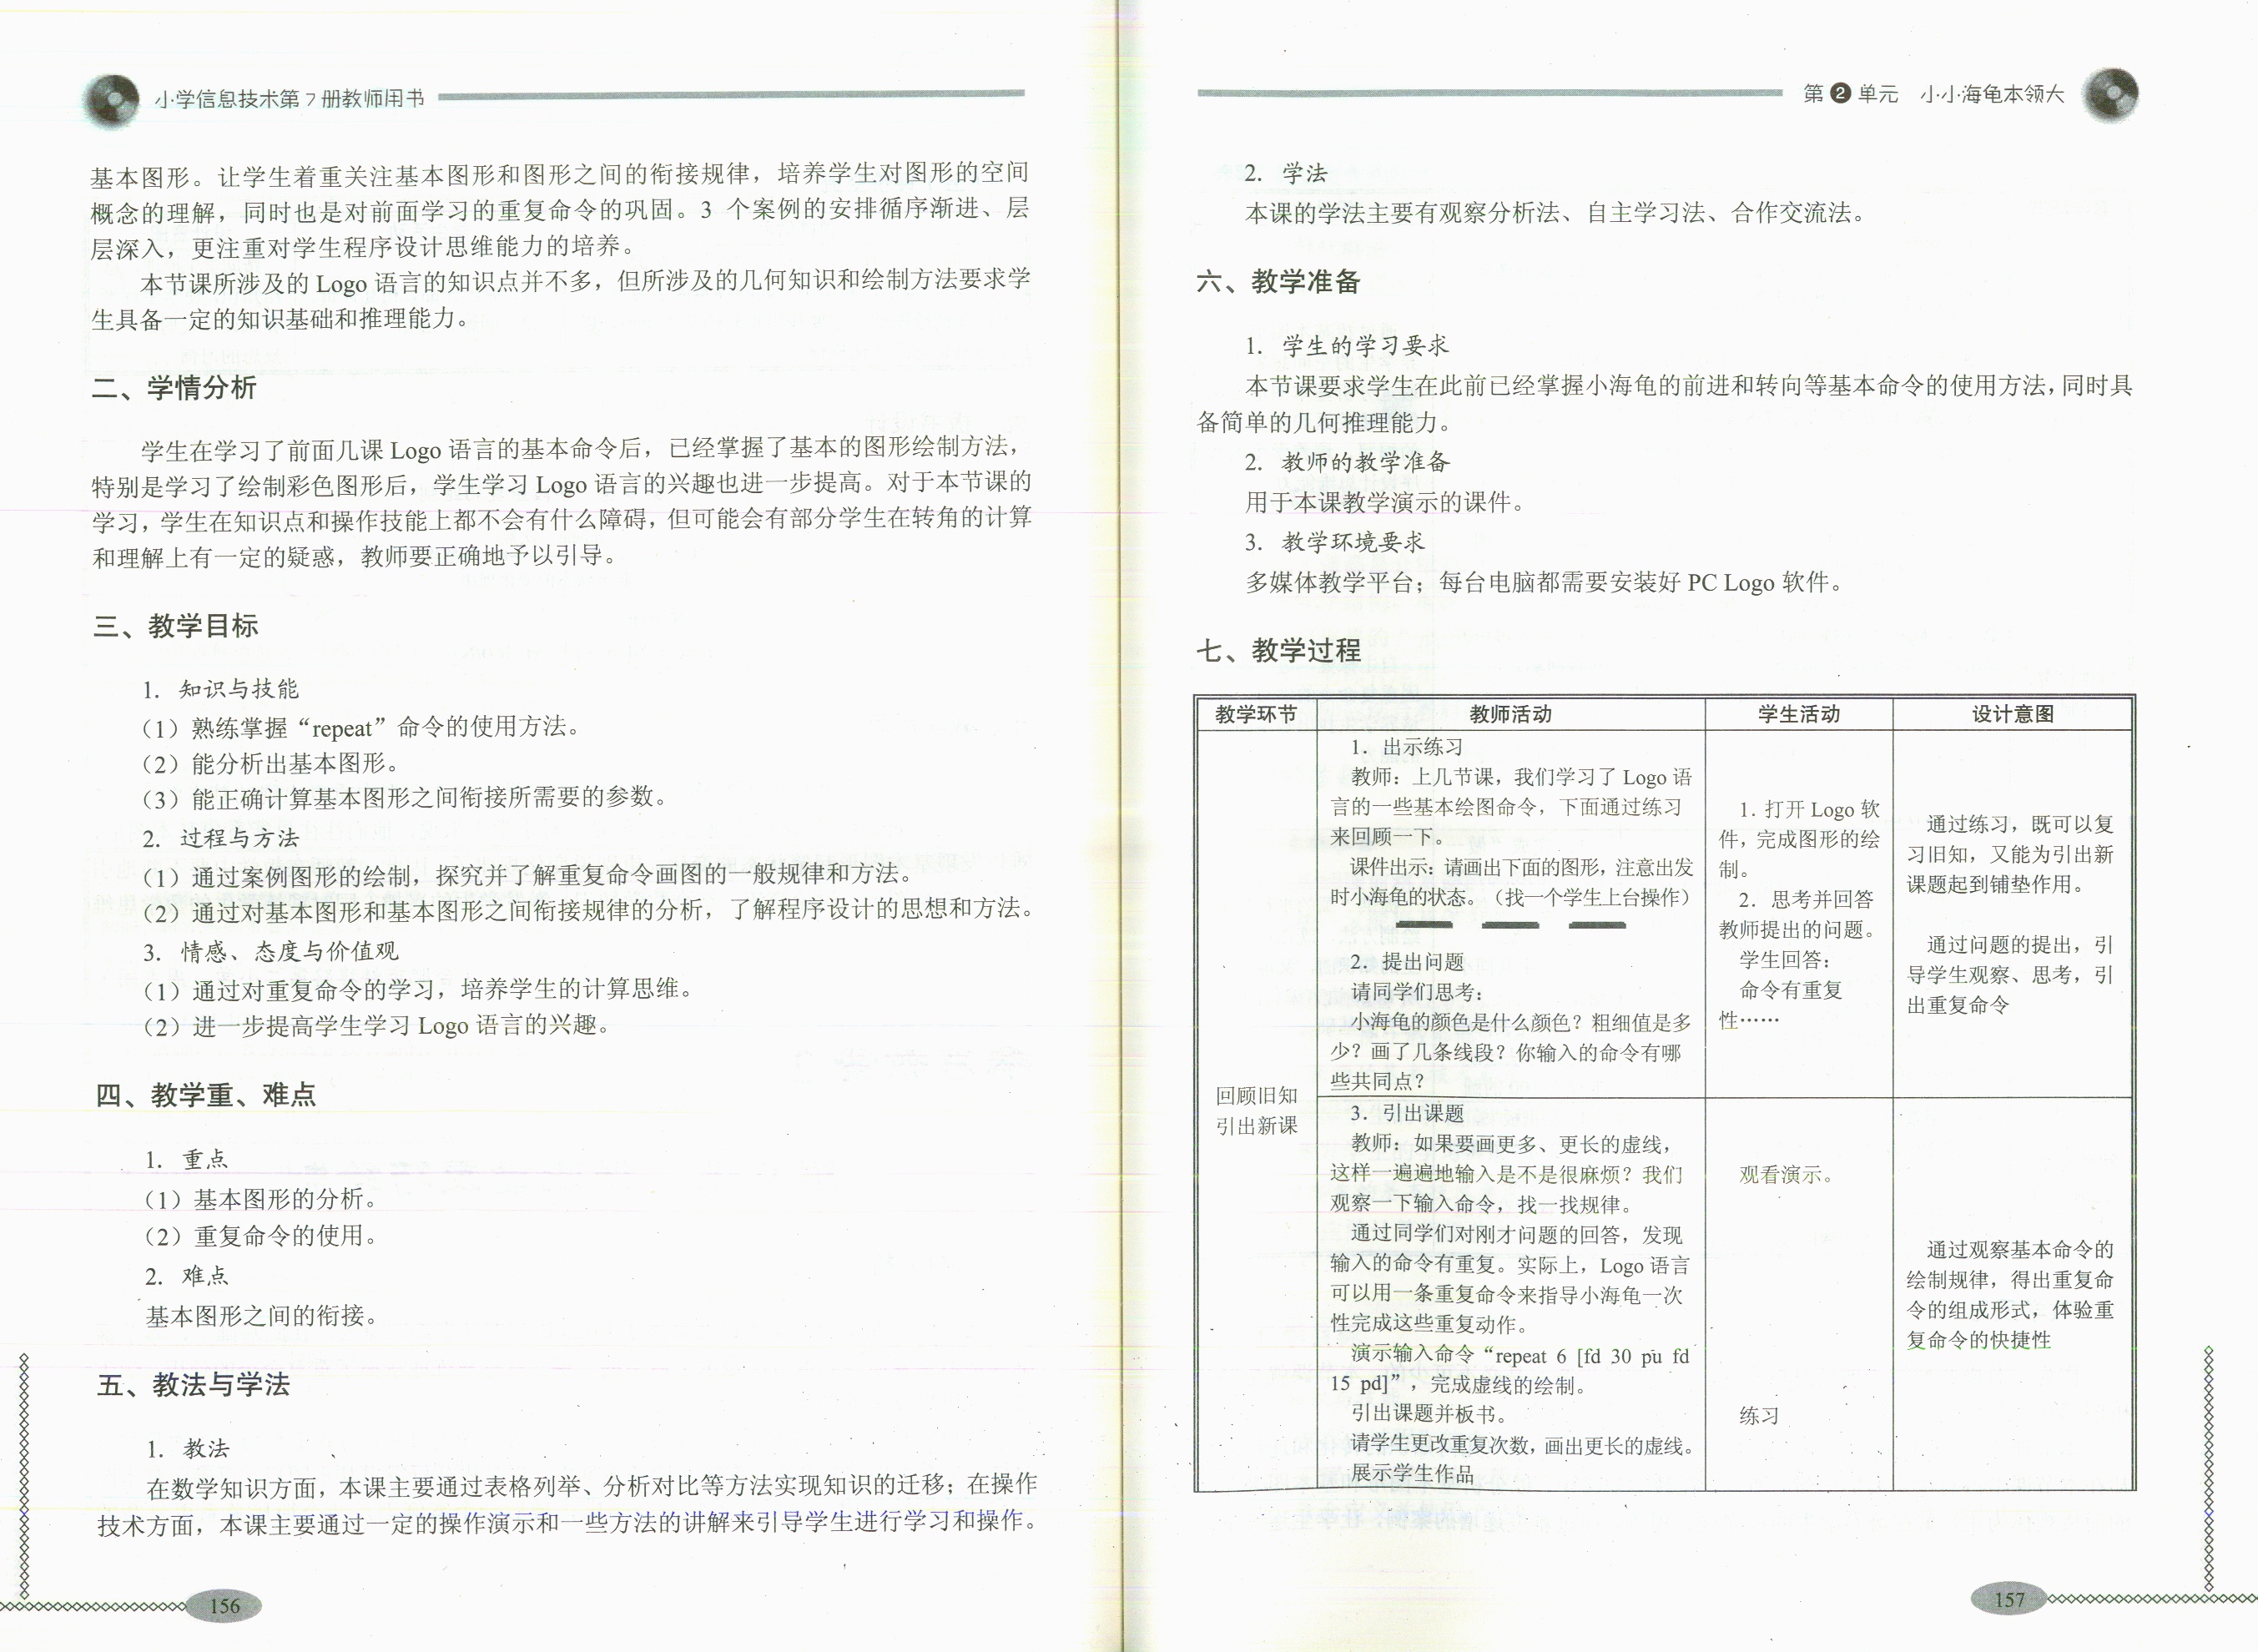 小学信息技术第7册教师用书
基本图形。让学生着重关注基本图形和图形之间的衔接规律，培养学生对图形的空间
概念的理解，同时也是对前面学习的重复命令的巩固。3 个案例的安排循序渐进、层
层深入，更注重对学生程序设计思维能力的培养。
本节课所涉及的 Logo 语言的知识点并不多，但所涉及的几何知识和绘制方法要求学
生具备一定的知识基础和推理能力。
二、学情分析
学生在学习了前面几课 Logo 语言的基本命令后，已经掌握了基本的图形绘制方法，
特别是学习了绘制彩色图形后，学生学习 Logo 语言的兴趣也进一步提高。对于本节课的
学习，学生在知识点和操作技能上都不会有什么障碍，但可能会有部分学生在转角的计算
和理解上有一定的疑惑，教师要正确地予以引导。
三、教学目标
1. 知识与技能
（1）熟练掌握“repeat”命令的使用方法。
（2）能分析出基本图形。
（3）能正确计算基本图形之间衔接所需要的参数。
2. 过程与方法
（1）通过案例图形的绘制，探究并了解重复命令画图的一般规律和方法。
（2）通过对基本图形和基本图形之间衔接规律的分析，了解程序设计的思想和方法。
3. 情感、态度与价值观
（1）通过对重复命令的学习，培养学生的计算思维。
（2）进一步提高学生学习 Logo 语言的兴趣。
四、教学重、难点
1. 重点
（1）基本图形的分析。
（2）重复命令的使用。
2. 难点
基本图形之间的衔接。
五、教法与学法
1. 教法
在数学知识方面，本课主要通过表格列举、分析对比等方法实现知识的迁移；在操作
技术方面，本课主要通过一定的操作演示和一些方法的讲解来引导学生进行学习和操作。
156
第2单元 小小海龟本领大
2. 学法
本课的学法主要有观察分析法、自主学习法、合作交流法。
六、教学准备
1. 学生的学习要求
本节课要求学生在此前已经掌握小海龟的前进和转向等基本命令的使用方法，同时具
备简单的几何推理能力。
2. 教师的教学准备
用于本课教学演示的课件。
3. 教学环境要求
多媒体教学平台；每台电脑都需要安装好 PC Logo 软件。
七、教学过程
教学环节 教师活动 学生活动 设计意图
回顾旧知
引出新课
1. 出示练习
教师：上几节课，我们学习了 Logo 语
言的一些基本绘图命令，下面通过练习
来回顾一下。
课件出示：请画出下面的图形，注意出发
时小海龟的状态。（找一个学生上台操作）
2. 提出问题
请同学们思考：
小海龟的颜色是什么颜色？粗细值是多
少？画了几条线段？你输入的命令有哪
些共同点？
1. 打开 Logo 软
件，完成图形的绘
制。
2. 思考并回答
教师提出的问题。
学生回答：
命令有重复
性……
通过练习，既可以复
习旧知，又能为引出新
课题起到铺垫作用。
通过问题的提出，引
导学生观察、思考，引
出重复命令
3. 引出课题
教师：如果要画更多、更长的虚线，
这样一遍遍地输入是不是很麻烦？我们
观察一下输入命令，找一找规律。
通过同学们对刚才问题的回答，发现
输入的命令有重复。实际上，Logo 语言
可以用一条重复命令来指导小海龟一次
性完成这些重复动作。
演示输入命令“repeat 6 [fd 30 pu fd
15 pd]”，完成虚线的绘制。
引出课题并板书。
请学生更改重复次数，画出更长的虚线。
展示学生作品
观看演示。
练习
通过观察基本命令的
绘制规律，得出重复命
令的组成形式，体验重
复命令的快捷性
157